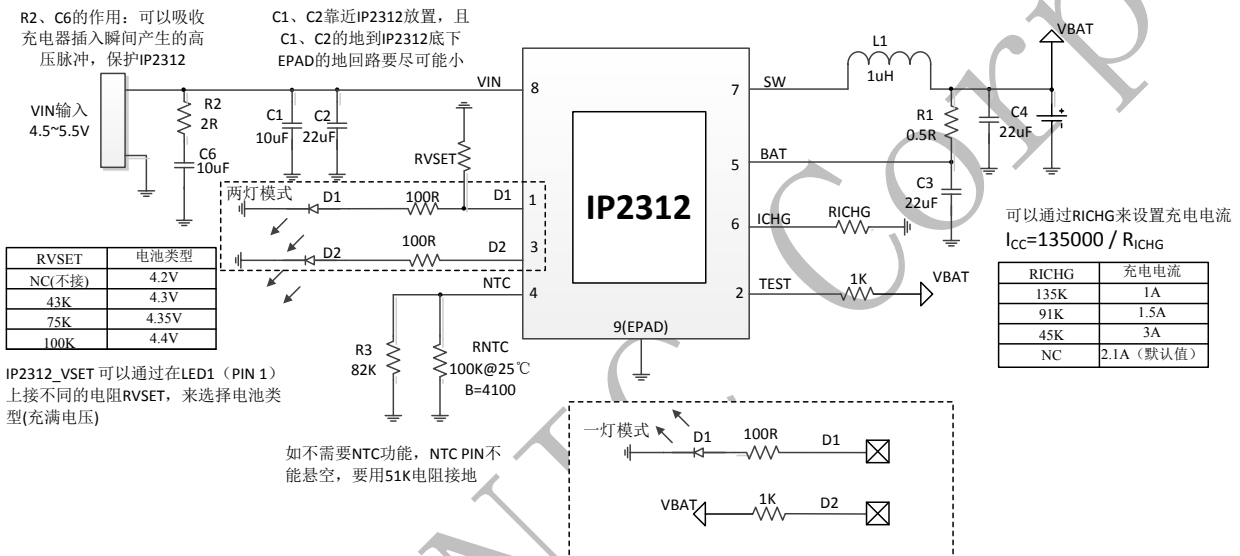 R2、C6的作用：可以吸收
充电器插入瞬间产生的高
压脉冲，保护IP2312
C1、C2靠近IP2312放置，且
C1、C2的地到IP2312底下
EPAD的地回路要尽可能小
VIN输入
4.5~5.5V
R2
2R
C6
10uF
C1
10uF
C2
22uF
VIN
8
RVSET
两灯模式
D1
100R
D1
1
D2
100R
D2
3
NTC
4
R3
82K
RNTC
100K@25℃
B=4100
IP2312
9(EPAD)
7
SW
L1
1uH
VBAT
R1
0.5R
C4
22uF
5
BAT
C3
22uF
6
ICHG
RICHG
2
TEST
1K
VBAT
可以通过RICHG来设置充电电流
ICC=135000 / RICHG
RICHG 充电电流
135K 1A
91K 1.5A
45K 3A
NC 2.1A（默认值）
RVSET 电池类型
NC(不接) 4.2V
43K 4.3V
75K 4.35V
100K 4.4V
IP2312_VSET 可以通过在LED1（PIN 1）
上接不同的电阻RVSET，来选择电池类
型(充满电压)
如不需要NTC功能，NTC PIN不
能悬空，要用51K电阻接地
一灯模式
D1
100R
D1
VBAT
1K
D2
Corp